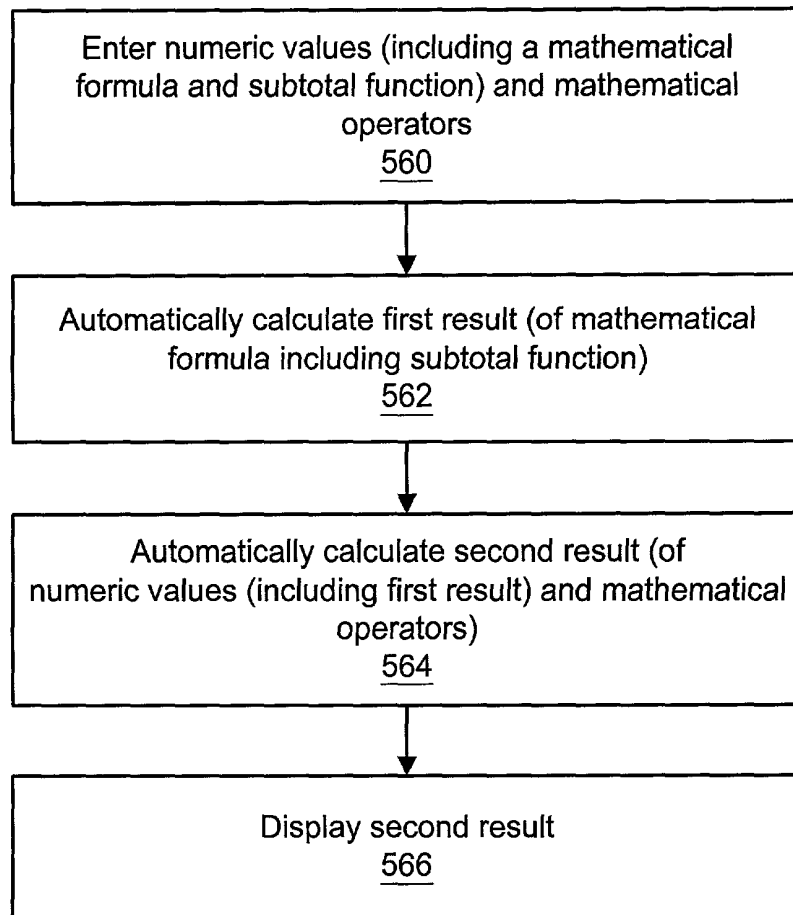 Enter numeric values (including a mathematical
formula and subtotal function) and mathematical
operators
560
Automatically calculate first result (of mathematical
formula including subtotal function)
562
Automatically calculate second result (of
numeric values (including first result) and mathematical
operators)
564
Display second result
566